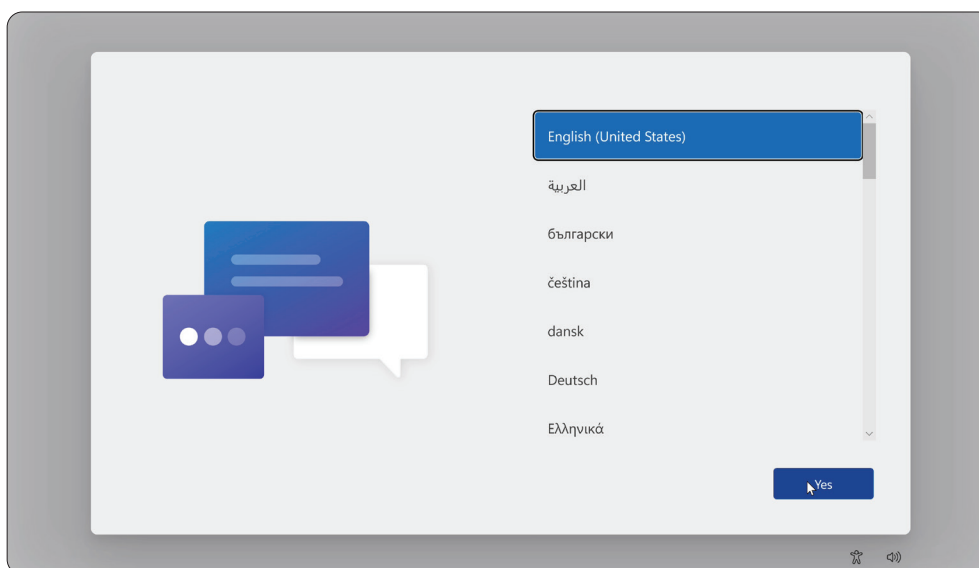 English (United States)
العربية
български
čeština
dansk
Deutsch
Ελληνικά
Yes